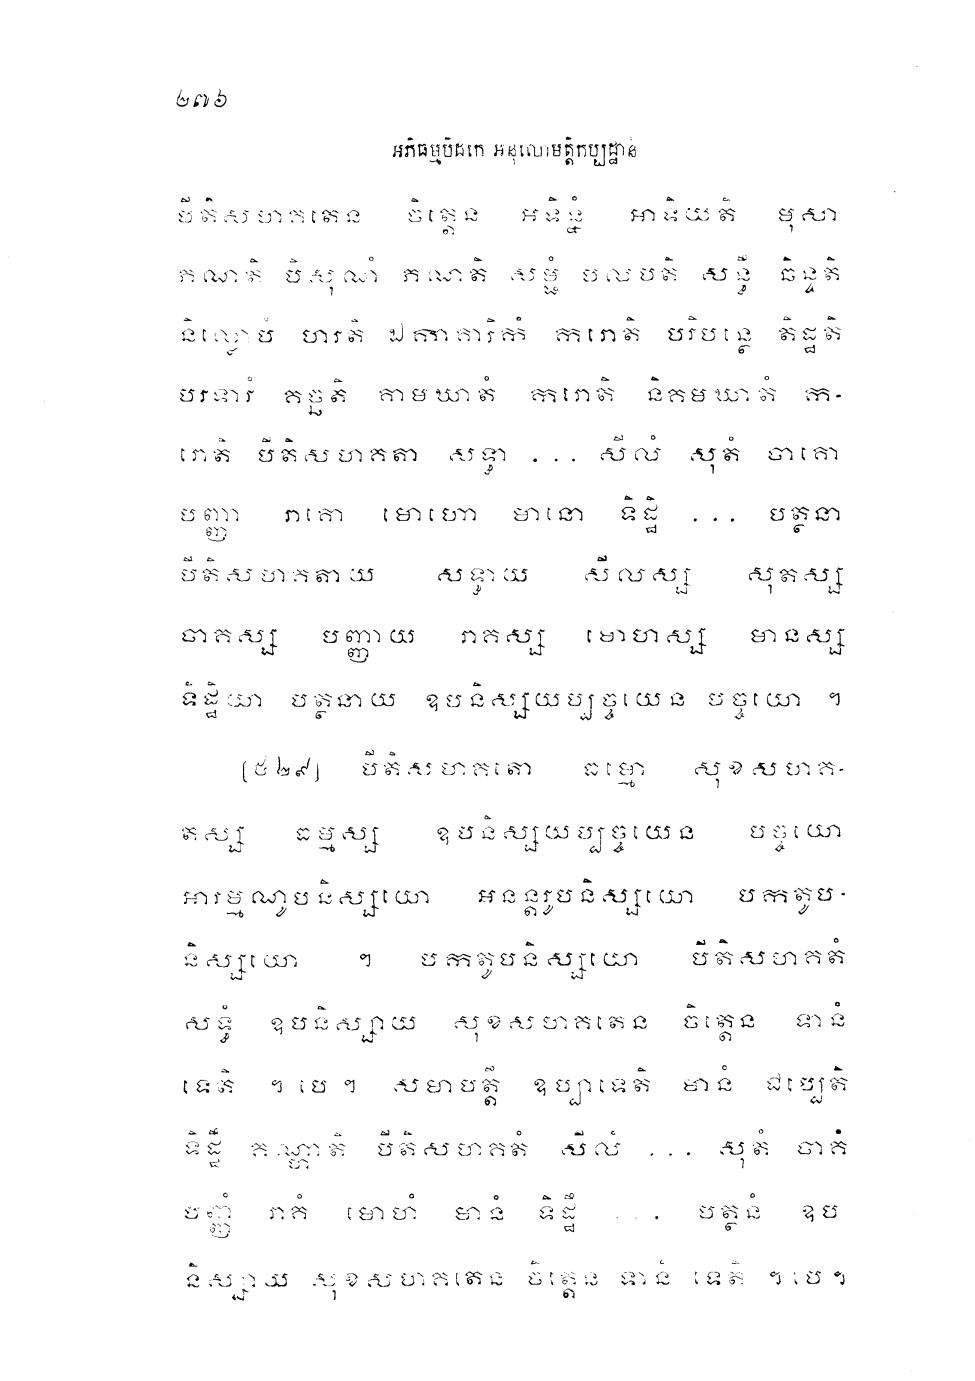 ២៧៦
អភិធម្មបិដកេ អនុលោមត្តិកប្បដ្ឋានំ
បីតិសហគតេន ចិត្តេន អទិន្នំ អាទិយតិ មុសា
ភណតិ បិសុណំ ភណតិ សម្ផំ បលបតិ សន្ធឹ ឆិន្ទតិ
និល្លោបំ ហារតិ ឯកាគារិកំ ករោតិ បរិបន្ថេ តិដ្ឋតិ
បរទារំ គច្ឆតិ គាមឃាតំ ករោតិ និគមឃាតំ ក-
រោតិ បីតិសហគតា សទ្ធា ... សីលំ សុតំ ចាគោ
បញ្ញា រាគោ មោហោ មានោ ទិដ្ឋិ ... បត្ថនា
បីតិសហគតាយ សទ្ធាយ សីលស្ស សុតស្ស
ចាគស្ស បញ្ញាយ រាគស្ស មោហស្ស មានស្ស
ទិដ្ឋិយា បត្ថនាយ ឧបនិស្សយប្បច្ចយេន បច្ចយោ ។
(៥២៩) បីតិសហគតោ ធម្មោ សុខសហគ-
តស្ស ធម្មស្ស ឧបនិស្សយប្បច្ចយេន បច្ចយោ
អារម្មណូបនិស្សយោ អនន្តរូបនិស្សយោ បកតូប-
និស្សយោ ។ បកតូបនិស្សយោ បីតិសហគតំ
សទ្ធំ ឧបនិស្សាយ សុខសហគតេន ចិត្តេន ទានំ
ទេតិ ។ បេ ។ សមាបត្តឹ ឧប្បាទេតិ មានំ ជប្បេតិ
ទិដ្ឋឹ គណ្ហាតិ បីតិសហគតំ សីលំ ... សុតំ ចាគំ
បញ្ញំ រាគំ មោហំ មានំ ទិដ្ឋឹ ... បត្ថនំ ឧប
និស្សាយ សុខសហគតេន ចិត្តេន ទានំ ទេតិ ។ បេ ។